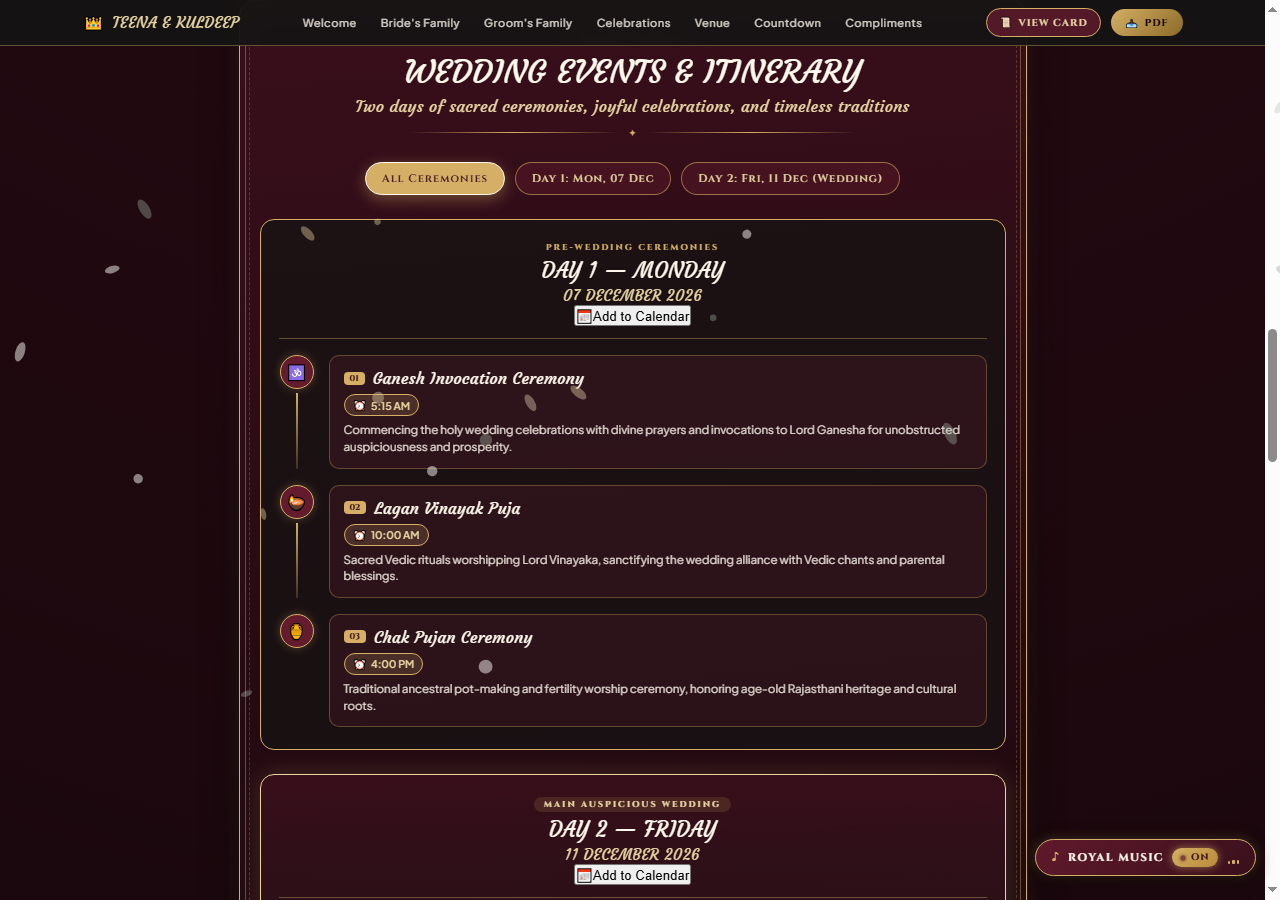 TEENA & KULDEEP
Welcome
Bride's Family
Groom's Family
Celebrations
Venue
Countdown
Compliments
VIEW CARD
PDF
WEDDING EVENTS & ITINERARY
Two days of sacred ceremonies, joyful celebrations, and timeless traditions
All Ceremonies
Day 1: Mon, 07 Dec
Day 2: Fri, 11 Dec (Wedding)
PRE-WEDDING CEREMONIES
DAY 1 — MONDAY
07 DECEMBER 2026
Add to Calendar
🕉
01 Ganesh Invocation Ceremony
5:15 AM
Commencing the holy wedding celebrations with divine prayers and invocations to Lord Ganesha for unobstructed
auspiciousness and prosperity.
02 Lagan Vinayak Puja
10:00 AM
Sacred Vedic rituals worshipping Lord Vinayaka, sanctifying the wedding alliance with Vedic chants and parental
blessings.
03 Chak Pujan Ceremony
4:00 PM
Traditional ancestral pot-making and fertility worship ceremony, honoring age-old Rajasthani heritage and cultural
roots.
MAIN AUSPICIOUS WEDDING
DAY 2 — FRIDAY
11 DECEMBER 2026
Add to Calendar
♪ ROYAL MUSIC ON